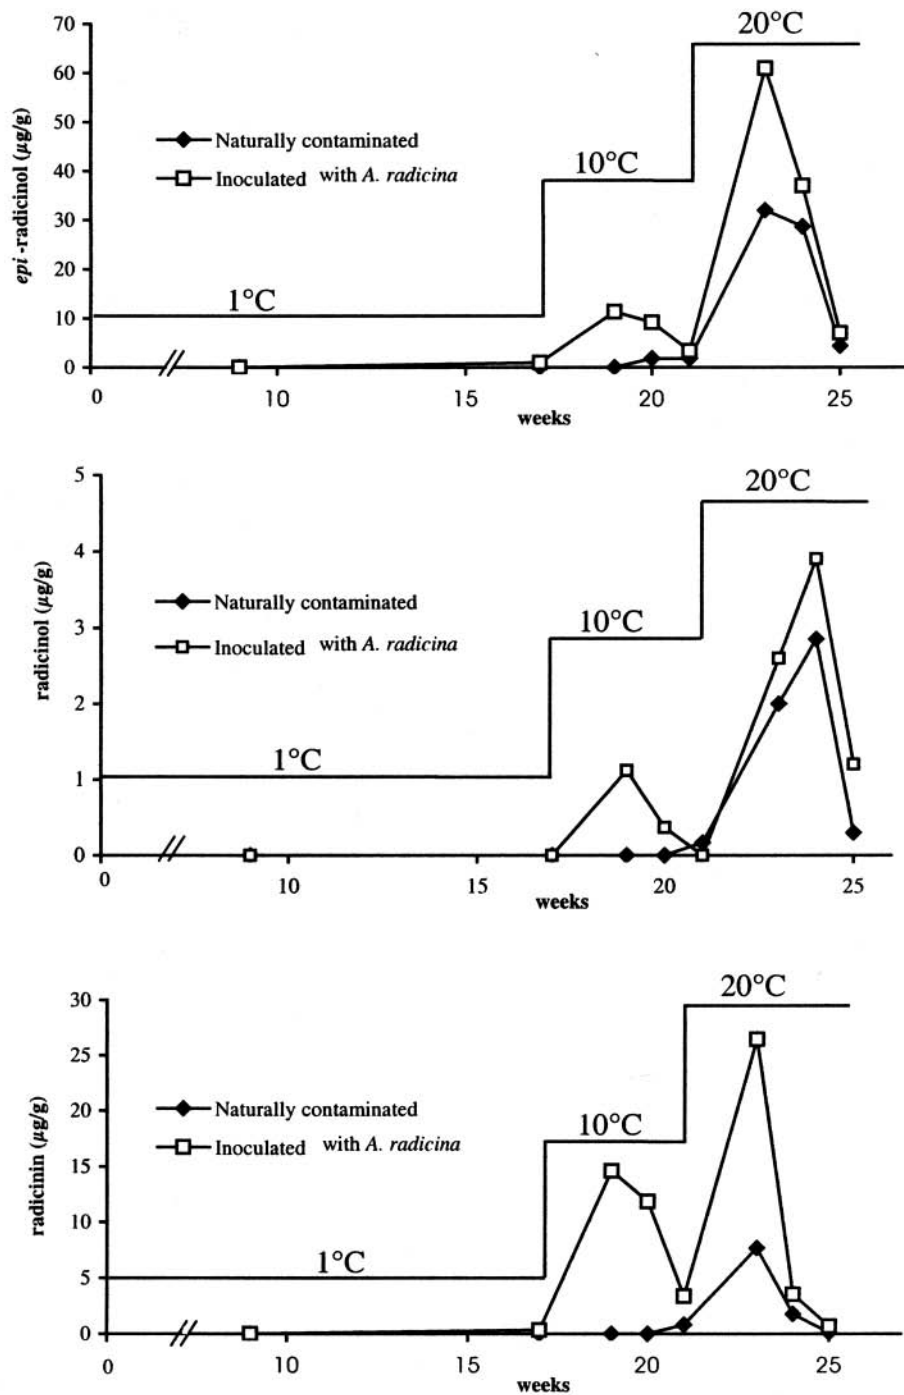 70
60
50
40
30
20
10
0
epi-radicinol (µg/g)
20°C
10°C
1°C
Naturally contaminated
Inoculated with A. radicina
0 10 15 20 25
weeks
5
4
3
2
1
0
radicinol (µg/g)
20°C
10°C
1°C
Naturally contaminated
Inoculated with A. radicina
0 10 15 20 25
weeks
30
25
20
15
10
5
0
radicinin (µg/g)
20°C
10°C
1°C
Naturally contaminated
Inoculated with A. radicina
0 10 15 20 25
weeks